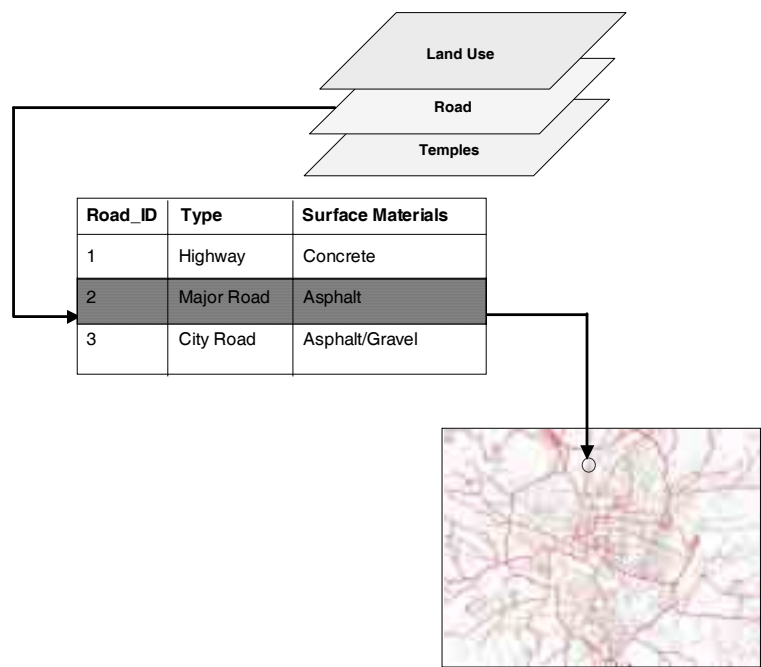 Land Use
Road
Temples
Road_ID Type Surface Materials
1 Highway Concrete
2 Major Road Asphalt
3 City Road Asphalt/Gravel